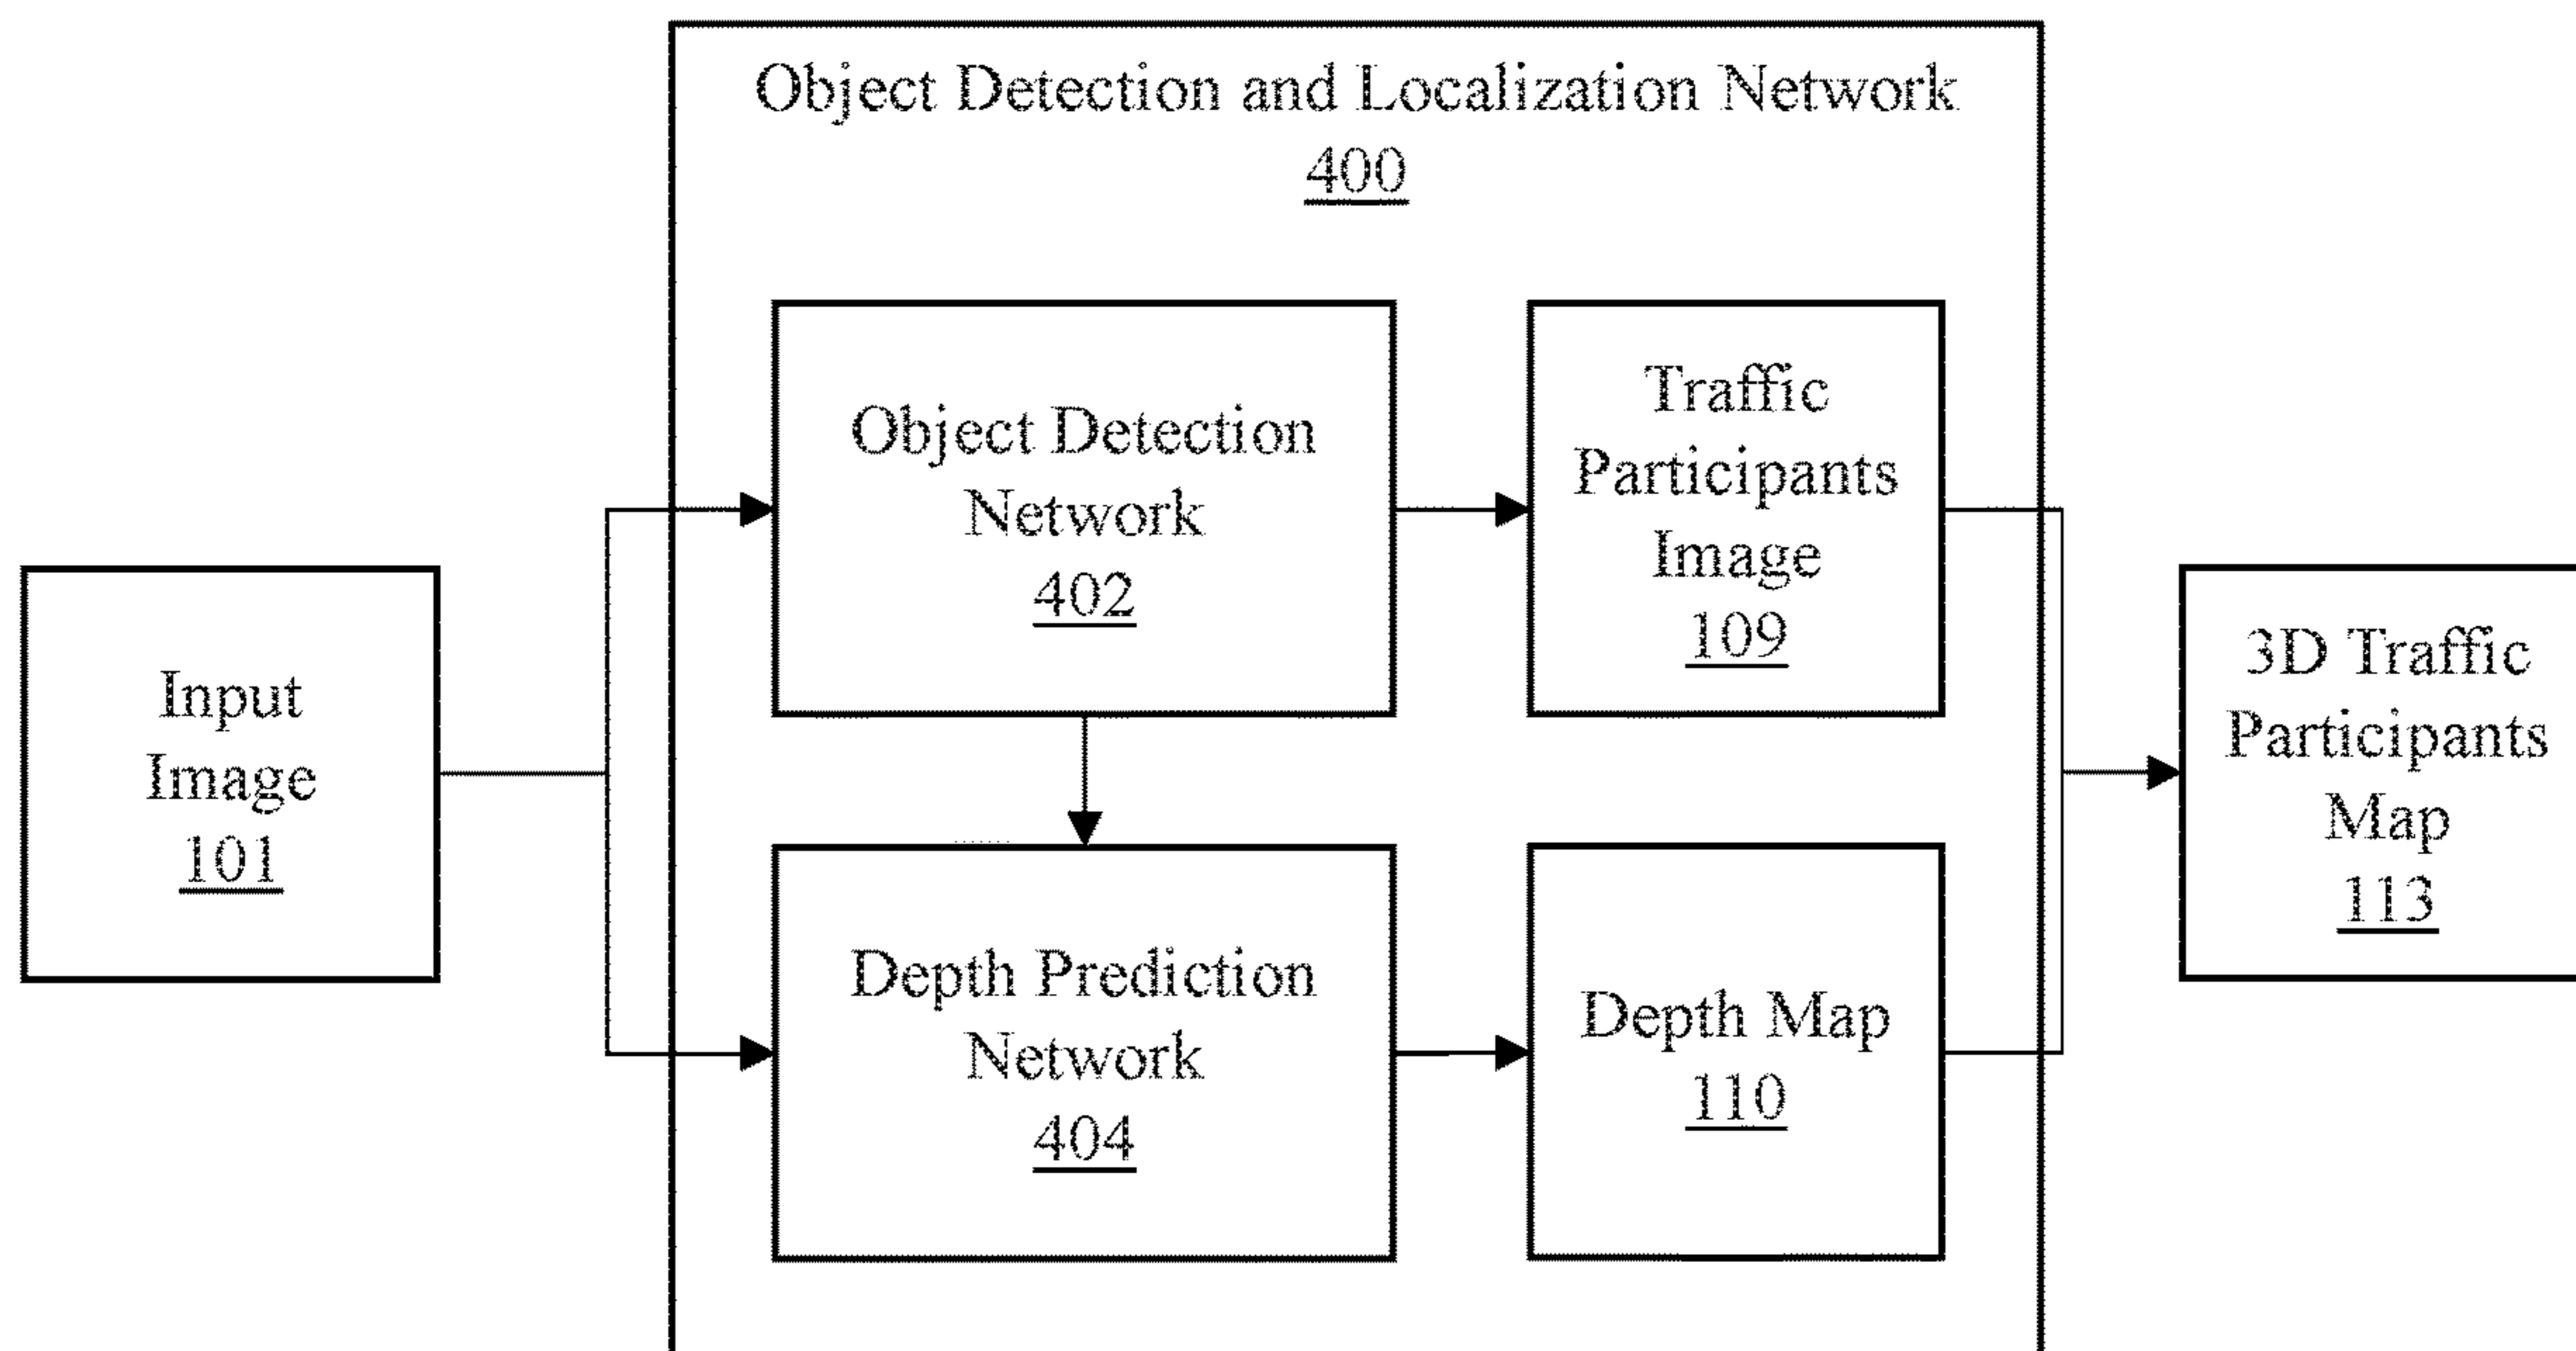 Object Detection and Localization Network
400
Object Detection
Network
402
Traffic
Participants
Image
109
Input
Image
101
3D Traffic
Participants
Map
113
Depth Prediction
Network
404
Depth Map
110